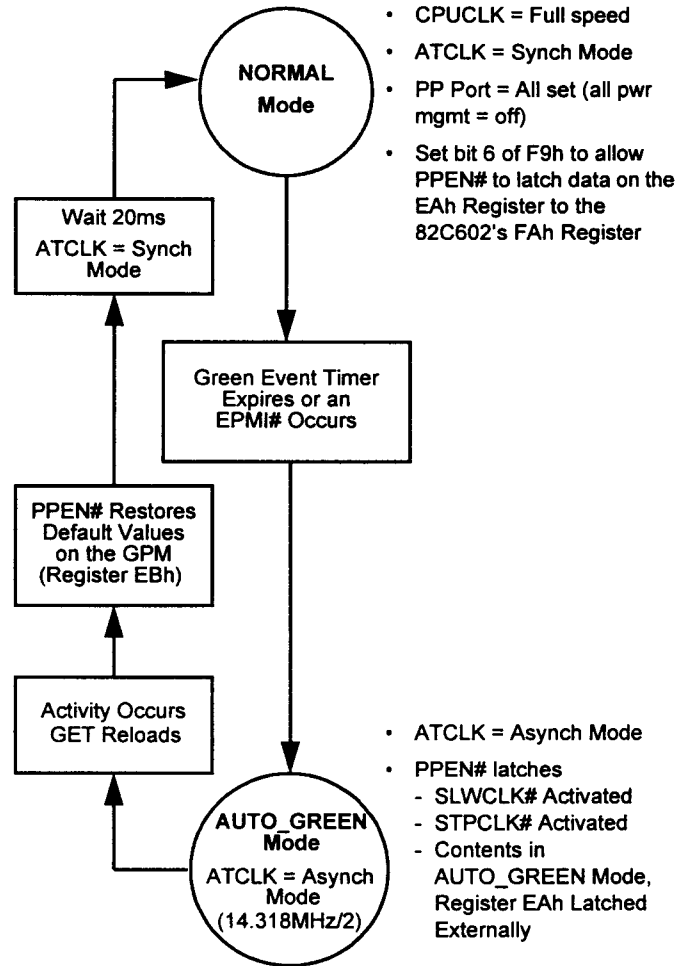 NORMAL
Mode
• CPUCLK = Full speed
• ATCLK = Synch Mode
• PP Port = All set (all pwr
mgmt = off)
• Set bit 6 of F9h to allow
PPEN# to latch data on the
EAh Register to the
82C602's FAh Register
Wait 20ms
ATCLK = Synch
Mode
Green Event Timer
Expires or an
EPMI# Occurs
PPEN# Restores
Default Values
on the GPM
(Register EBh)
Activity Occurs
GET Reloads
AUTO_GREEN
Mode
ATCLK = Asynch
Mode
(14.318MHz/2)
• ATCLK = Asynch Mode
• PPEN# latches
- SLWCLK# Activated
- STPCLK# Activated
- Contents in
AUTO_GREEN Mode,
Register EAh Latched
Externally